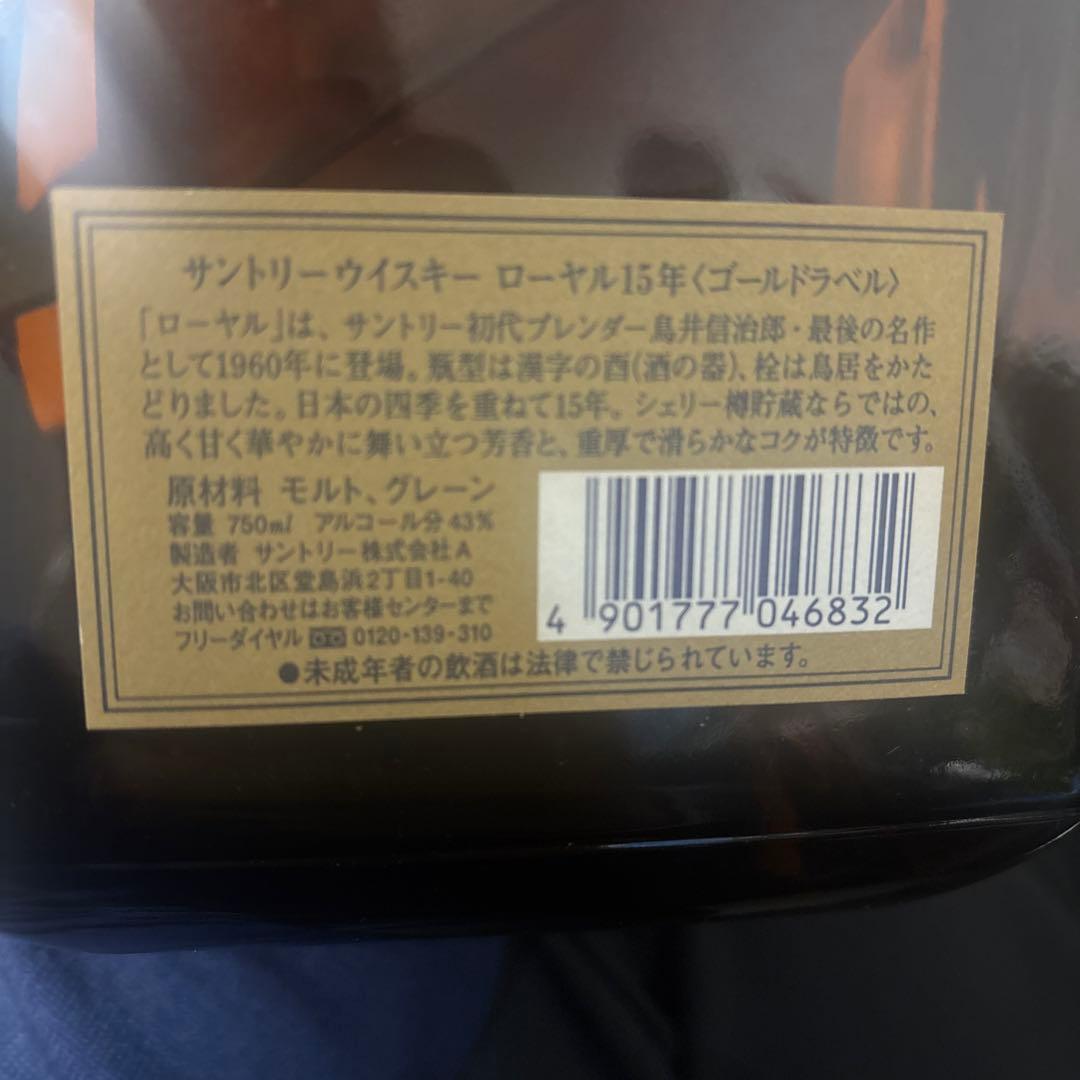 サントリーウイスキー ローヤル15年〈ゴールドラベル〉
「ローヤル」は、サントリー初代ブレンダー鳥井信治郎・最後の名作
として1960年に登場。瓶型は漢字の酉(酒の器)、栓は鳥居をかた
どりました。日本の四季を重ねて15年。シェリー樽貯蔵ならではの、
高く甘く華やかに舞い立つ芳香と、重厚で滑らかなコクが特徴です。
原材料 モルト、グレーン
容量 750ml アルコール分43%
製造者 サントリー株式会社A
大阪市北区堂島浜2丁目1-40
お問い合わせはお客様センターまで
フリーダイヤル 0120-139-310
4 901777 046832
●未成年者の飲酒は法律で禁じられています。